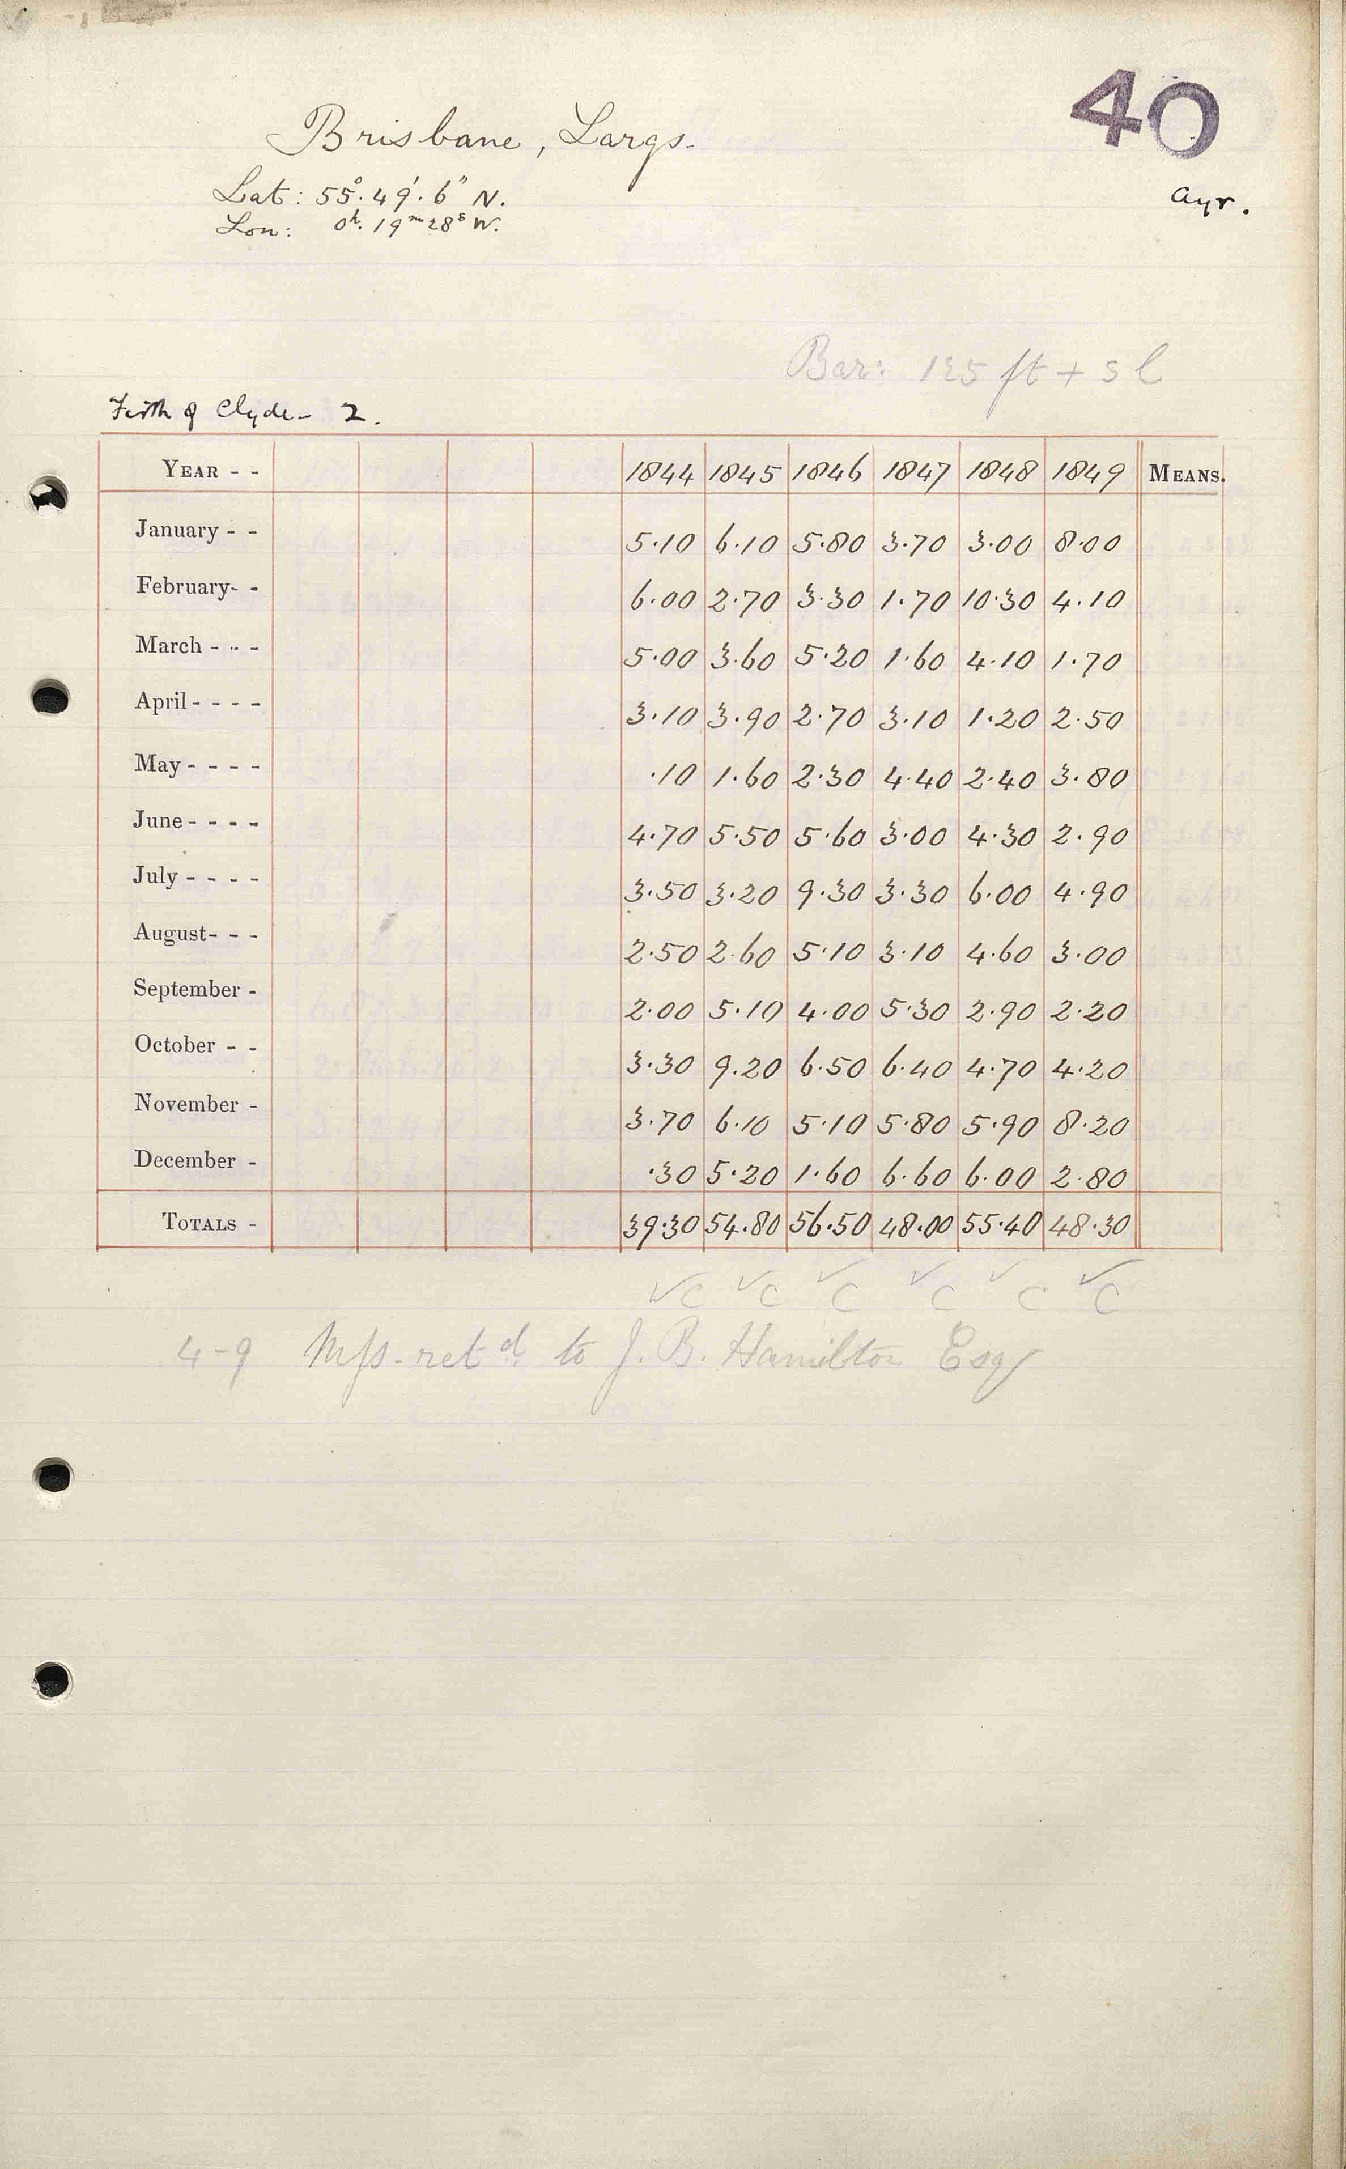 40
Brisbane, Largs.
Lat: 55°. 49'. 6" N.
Lon: 0h. 19m 28s W.
Ayr.
Bar: 125 ft + s l
Firth of Clyde - 2.
YEAR - - 1844 1845 1846 1847 1848 1849 MEANS.
January - - 5.10 6.10 5.80 3.70 3.00 8.00
February- - 6.00 2.70 3.30 1.70 10.30 4.10
March - - - 5.00 3.60 5.20 1.60 4.10 1.70
April - - - - 3.10 3.90 2.70 3.10 1.20 2.50
May - - - - .10 1.60 2.30 4.40 2.40 3.80
June - - - - 4.70 5.50 5.60 3.00 4.30 2.90
July - - - - 3.50 3.20 9.30 3.30 6.00 4.90
August- - - 2.50 2.60 5.10 3.10 4.60 3.00
September - 2.00 5.10 4.00 5.30 2.90 2.20
October - - 3.30 9.20 6.50 6.40 4.70 4.20
November - 3.70 6.10 5.10 5.80 5.90 8.20
December - .30 5.20 1.60 6.60 6.00 2.80
TOTALS - 39.30 54.80 56.50 48.00 55.40 48.30
✓C ✓C ✓C ✓C ✓C ✓C
4-9 Mss. retd. to J. B. Hamilton Esq